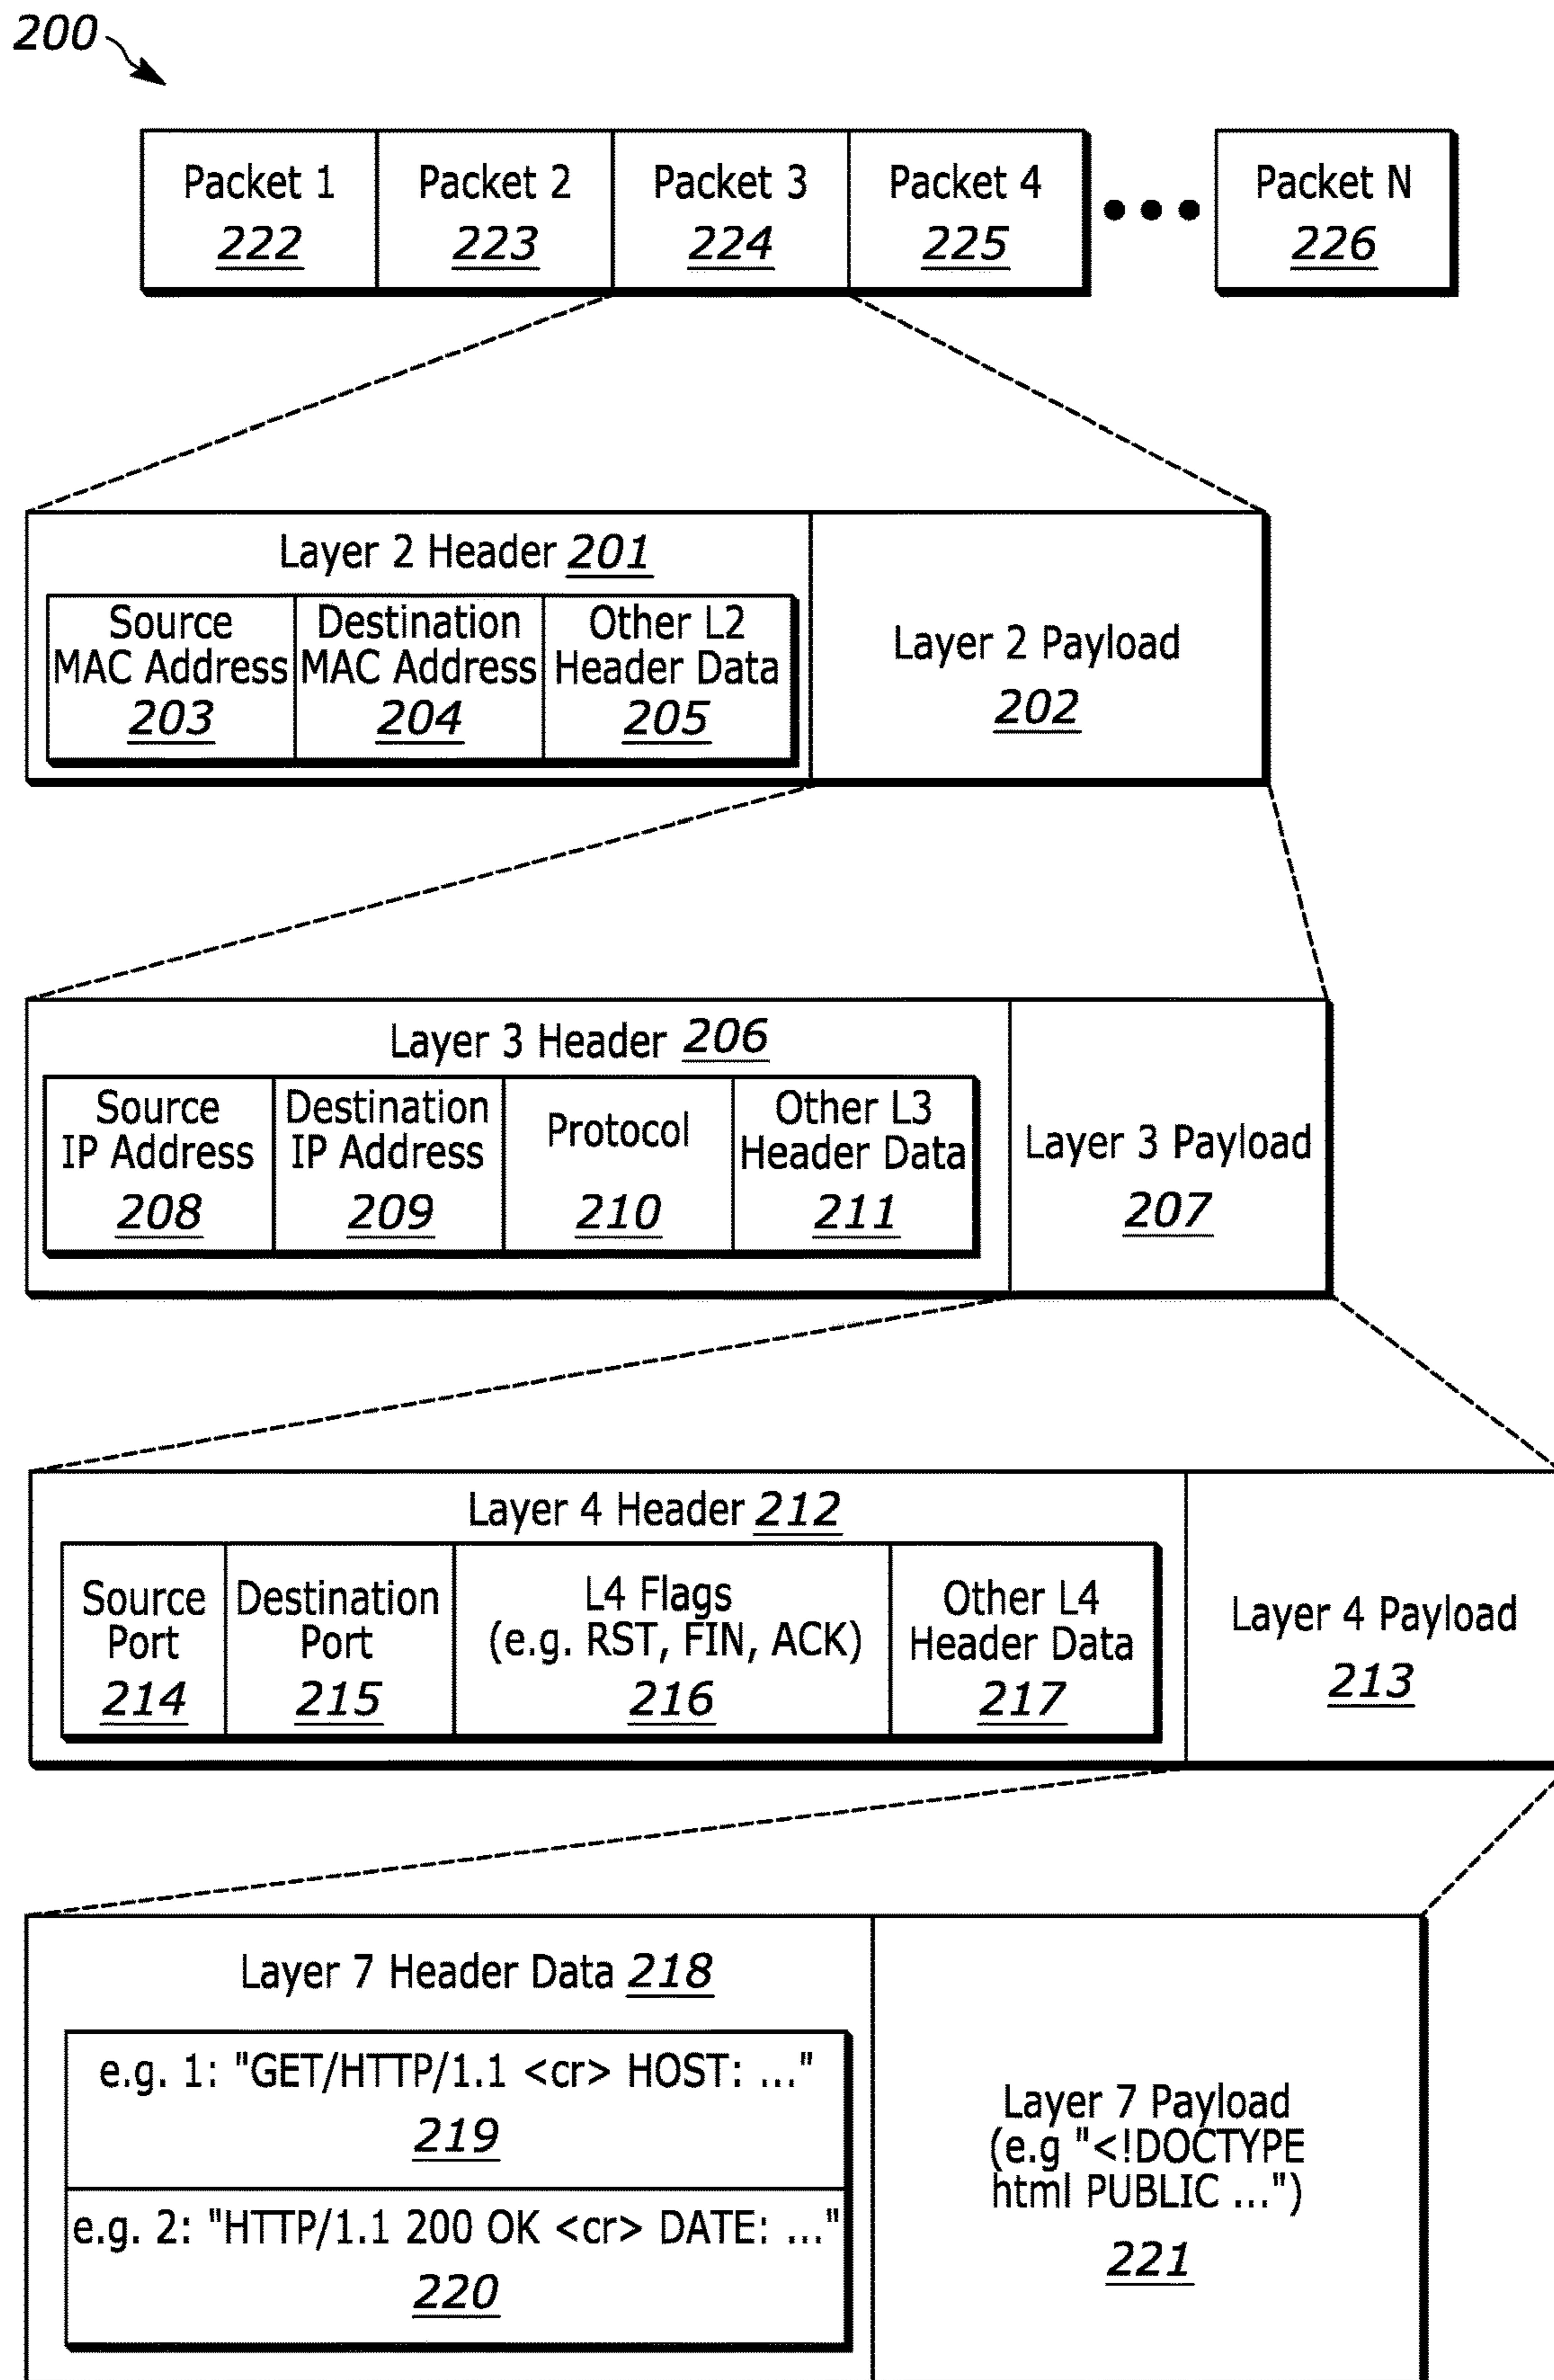 200
Packet 1
222
Packet 2
223
Packet 3
224
Packet 4
225
Packet N
226
Layer 2 Header 201
Source
MAC Address
203
Destination
MAC Address
204
Other L2
Header Data
205
Layer 2 Payload
202
Layer 3 Header 206
Source
IP Address
208
Destination
IP Address
209
Protocol
210
Other L3
Header Data
211
Layer 3 Payload
207
Layer 4 Header 212
Source
Port
214
Destination
Port
215
L4 Flags
(e.g. RST, FIN, ACK)
216
Other L4
Header Data
217
Layer 4 Payload
213
Layer 7 Header Data 218
e.g. 1: "GET/HTTP/1.1 <cr> HOST: ..."
219
e.g. 2: "HTTP/1.1 200 OK <cr> DATE: ..."
220
Layer 7 Payload
(e.g "<!DOCTYPE
html PUBLIC ...")
221